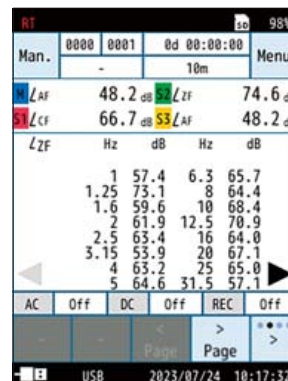 RT SD 98%
Man. 0000 0001 0d 00:00:00 Menu
- 10m
M LAF 48.2 dB S2 LZF 74.6 d
S1 LCF 66.7 dB S3 LAF 48.2 d
LZF Hz dB Hz dB
1 57.4 6.3 65.7
1.25 73.1 8 64.4
1.6 59.6 10 68.4
2 61.9 12.5 70.9
2.5 63.4 16 64.0
3.15 53.9 20 67.1
4 63.2 25 65.0
5 64.6 31.5 57.1
AC Off DC Off REC Off
- - < Page > Page >
USB 2023/07/24 10:17:37